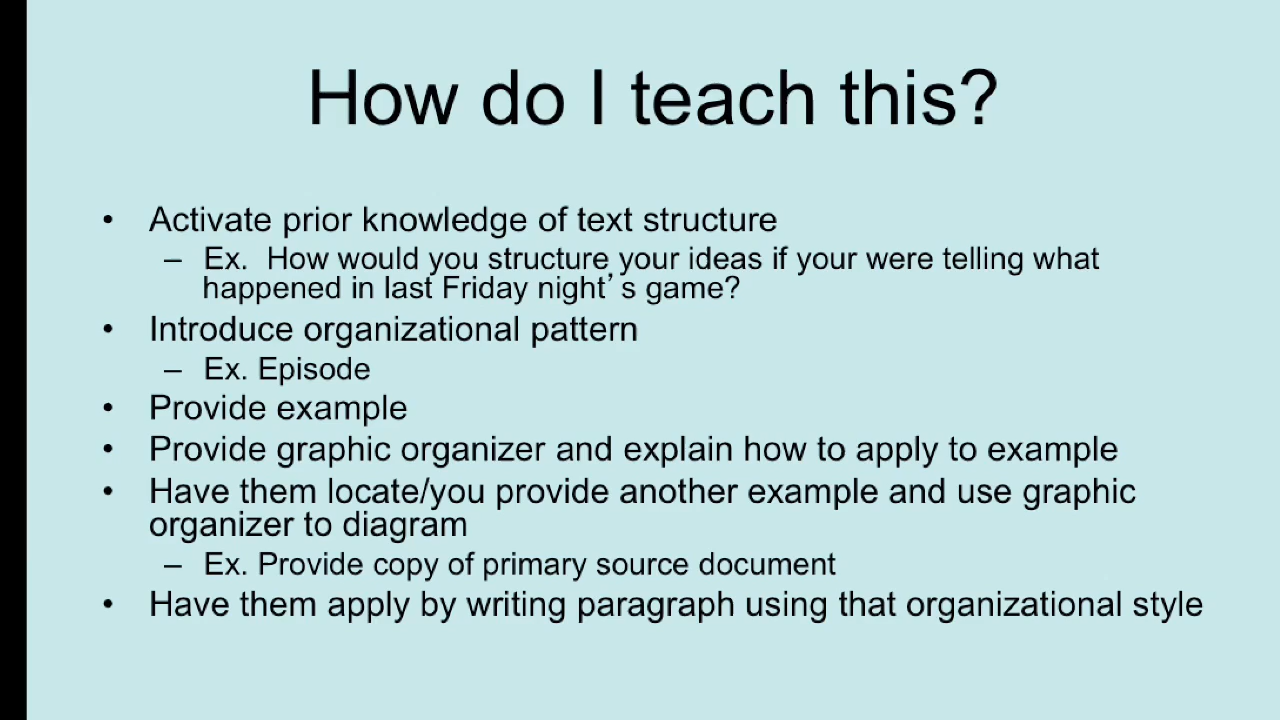 How do I teach this?
• Activate prior knowledge of text structure
– Ex. How would you structure your ideas if your were telling what
happened in last Friday night’s game?
• Introduce organizational pattern
– Ex. Episode
• Provide example
• Provide graphic organizer and explain how to apply to example
• Have them locate/you provide another example and use graphic
organizer to diagram
– Ex. Provide copy of primary source document
• Have them apply by writing paragraph using that organizational style